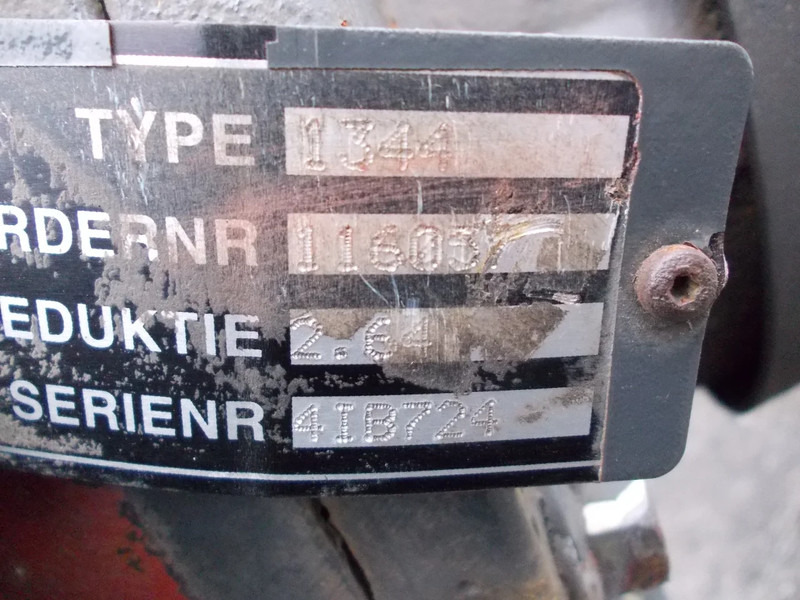 TYPE 1344
RDERNR 11603
EDUKTIE 2.64
SERIENR 41B724